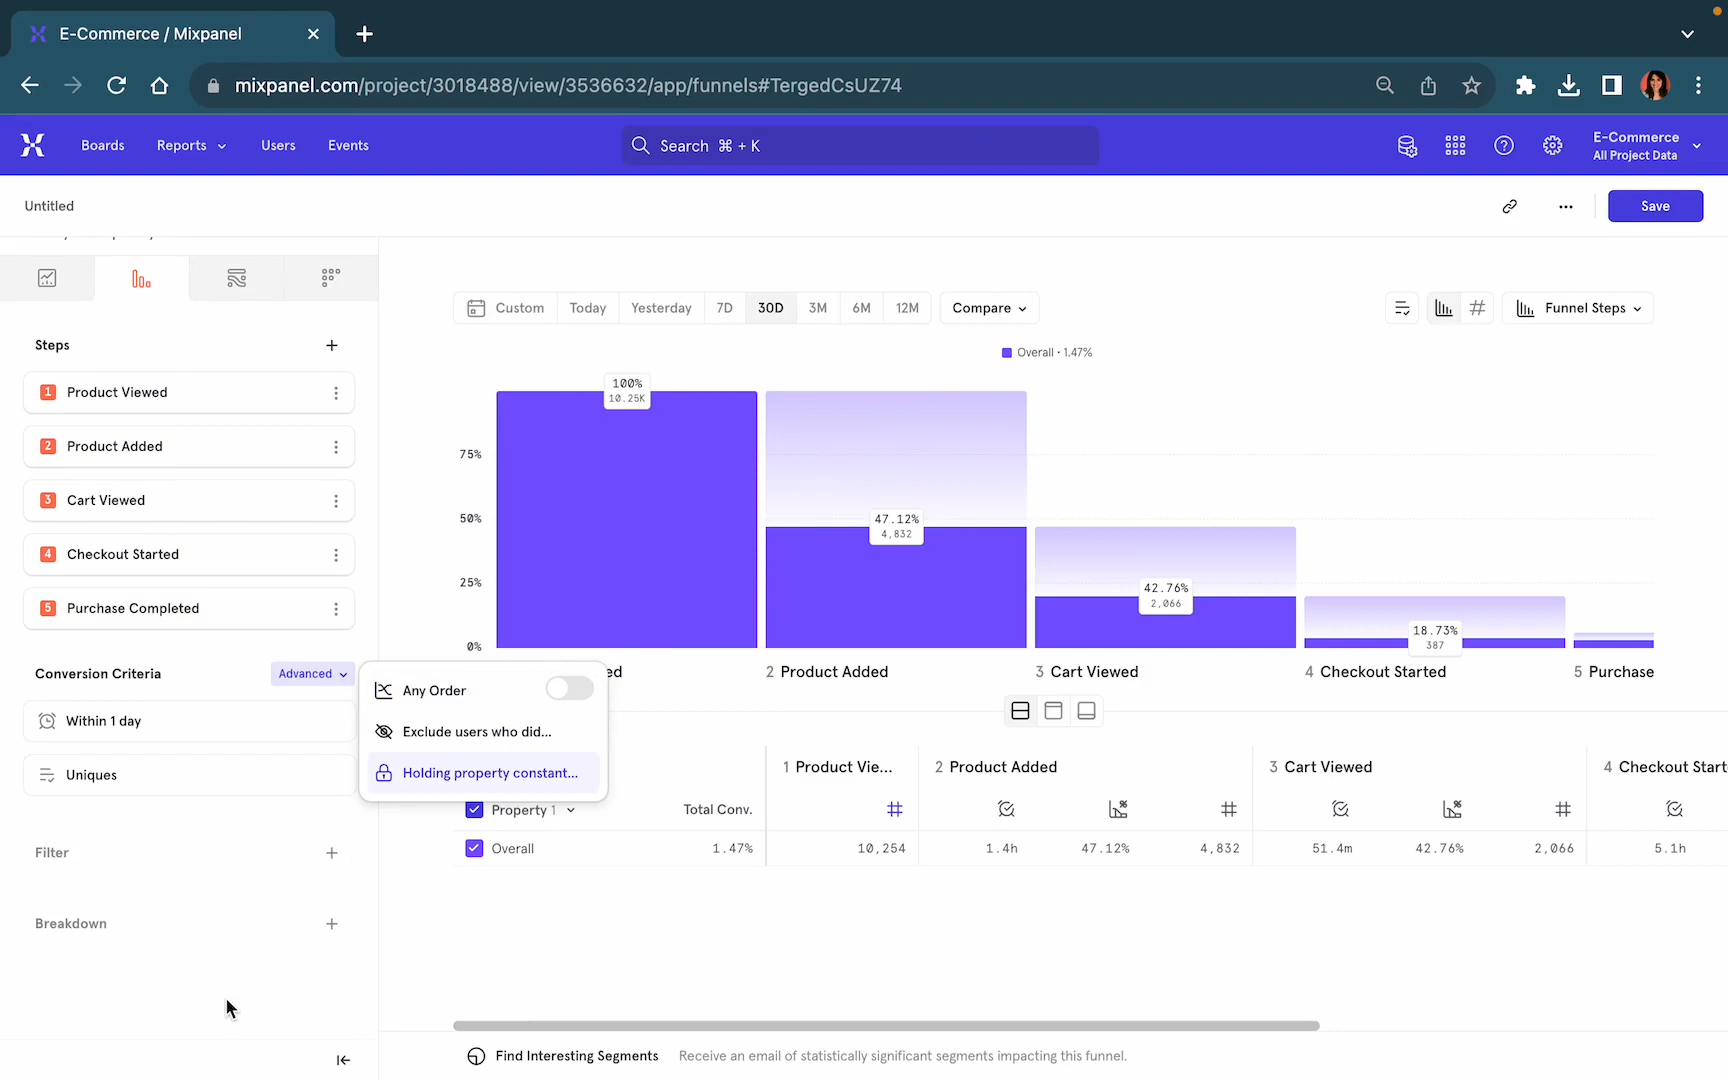 E-Commerce / Mixpanel
mixpanel.com/project/3018488/view/3536632/app/funnels#TergedCsUZ74
Boards
Reports
Users
Events
Search ⌘ + K
E-Commerce
All Project Data
Untitled
Save
Steps
1 Product Viewed
2 Product Added
3 Cart Viewed
4 Checkout Started
5 Purchase Completed
Conversion Criteria
Advanced
Within 1 day
Uniques
Filter
Breakdown
Any Order
Exclude users who did...
Holding property constant...
Custom
Today
Yesterday
7D
30D
3M
6M
12M
Compare
Funnel Steps
Overall • 1.47%
75%
50%
25%
0%
100%
10.25K
47.12%
4,832
42.76%
2,066
18.73%
387
ed
2 Product Added
3 Cart Viewed
4 Checkout Started
5 Purchase
1 Product Vie...
2 Product Added
3 Cart Viewed
4 Checkout Start
Property 1
Total Conv.
Overall
1.47%
10,254
1.4h
47.12%
4,832
51.4m
42.76%
2,066
5.1h
Find Interesting Segments
Receive an email of statistically significant segments impacting this funnel.